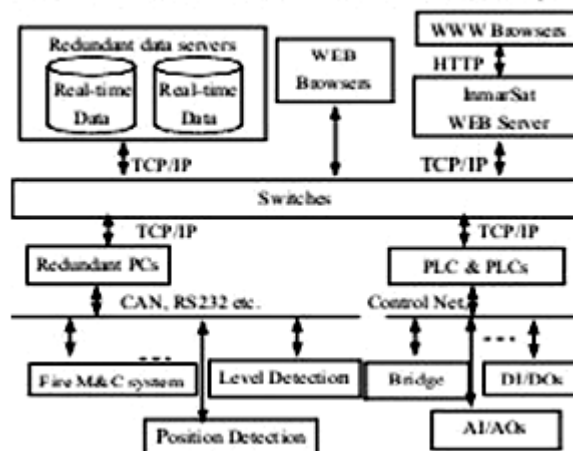 Redundant data servers
Real-time
Data
Real-time
Data
WEB
Browsers
WWW Browsers
HTTP
InmarSat
WEB Server
TCP/IP
TCP/IP
Switches
TCP/IP
TCP/IP
Redundant PCs
PLC & PLCs
CAN, RS232 etc.
Control Net,
Fire M&C system
Level Detection
Bridge
DI/DOs
Position Detection
AI/AOs